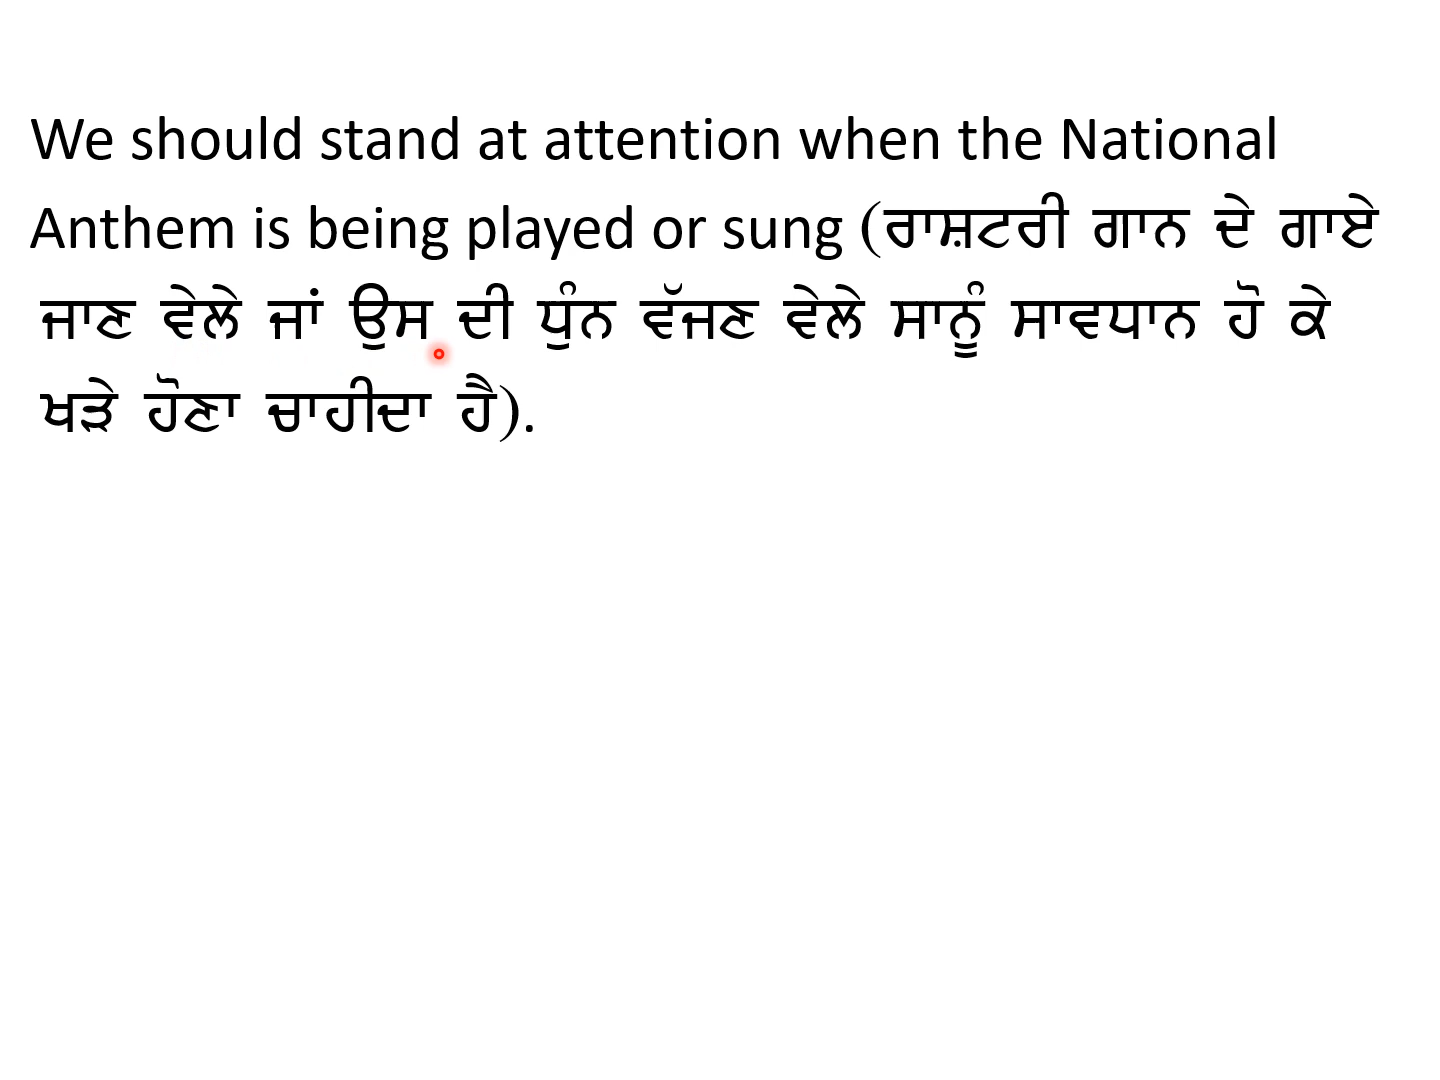 We should stand at attention when the National
Anthem is being played or sung (ਰਾਸ਼ਟਰੀ ਗਾਨ ਦੇ ਗਾਏ
ਜਾਣ ਵੇਲੇ ਜਾਂ ਉਸ ਦੀ ਧੁੰਨ ਵੱਜਣ ਵੇਲੇ ਸਾਨੂੰ ਸਾਵਧਾਨ ਹੋ ਕੇ
ਖੜੇ ਹੋਣਾ ਚਾਹੀਦਾ ਹੈ).